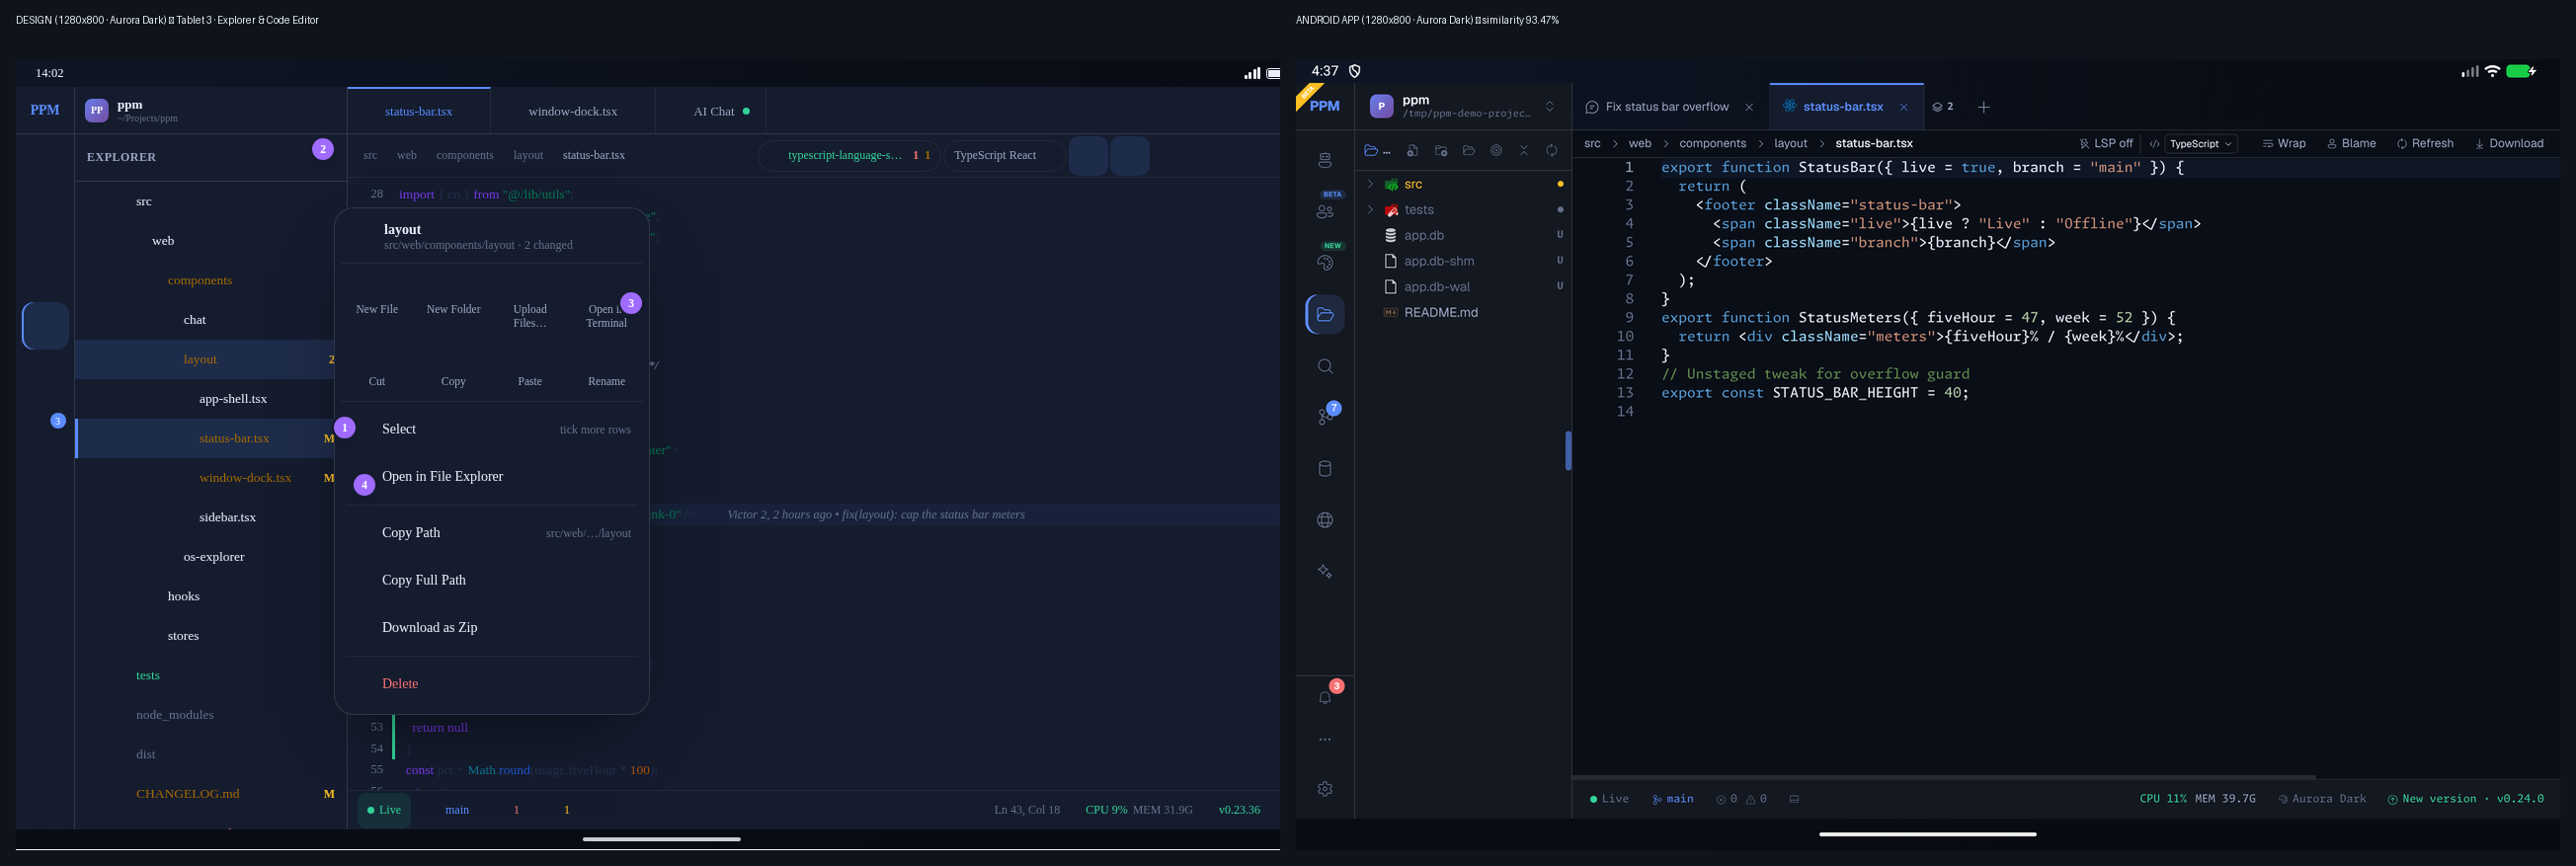 DESIGN (1280x800 · Aurora Dark) Tablet 3 · Explorer & Code Editor
14:02
PPM
PP
ppm
~/Projects/ppm
status-bar.tsx
window-dock.tsx
AI Chat
EXPLORER
2
src
web
components
layout
status-bar.tsx
typescript-language-s…
1
1
TypeScript React
src
web
components
chat
layout
2
app-shell.tsx
status-bar.tsx
M
window-dock.tsx
M
sidebar.tsx
os-explorer
hooks
stores
tests
node_modules
dist
CHANGELOG.md
M
3
28
import { cn } from "@/lib/utils";
layout
src/web/components/layout · 2 changed
New File
New Folder
Upload Files…
Open in Terminal
3
Cut
Copy
Paste
Rename
1
Select
tick more rows
4
Open in File Explorer
Copy Path
src/web/…/layout
Copy Full Path
Download as Zip
Delete
*/
Victor 2, 2 hours ago • fix(layout): cap the status bar meters
53
return null
54
55
const pct = Math round(usage.fiveHour * 100);
Live
main
1
1
Ln 43, Col 18
CPU 9%
MEM 31.9G
v0.23.36
ANDROID APP (1280x800 · Aurora Dark) similarity 93.47%
4:37
BETA
PPM
P
ppm
/tmp/ppm-demo-projec…
Fix status bar overflow
status-bar.tsx
2
src
web
components
layout
status-bar.tsx
LSP off
TypeScript
Wrap
Blame
Refresh
Download
BETA
NEW
7
3
src
tests
app.db
U
app.db-shm
U
app.db-wal
U
README.md
1 export function StatusBar({ live = true, branch = "main" }) {
2 return (
3 <footer className="status-bar">
4 <span className="live">{live ? "Live" : "Offline"}</span>
5 <span className="branch">{branch}</span>
6 </footer>
7 );
8 }
9 export function StatusMeters({ fiveHour = 47, week = 52 }) {
10 return <div className="meters">{fiveHour}% / {week}%</div>;
11 }
12 // Unstaged tweak for overflow guard
13 export const STATUS_BAR_HEIGHT = 40;
14
Live
main
0
0
CPU 11%
MEM 39.7G
Aurora Dark
New version · v0.24.0